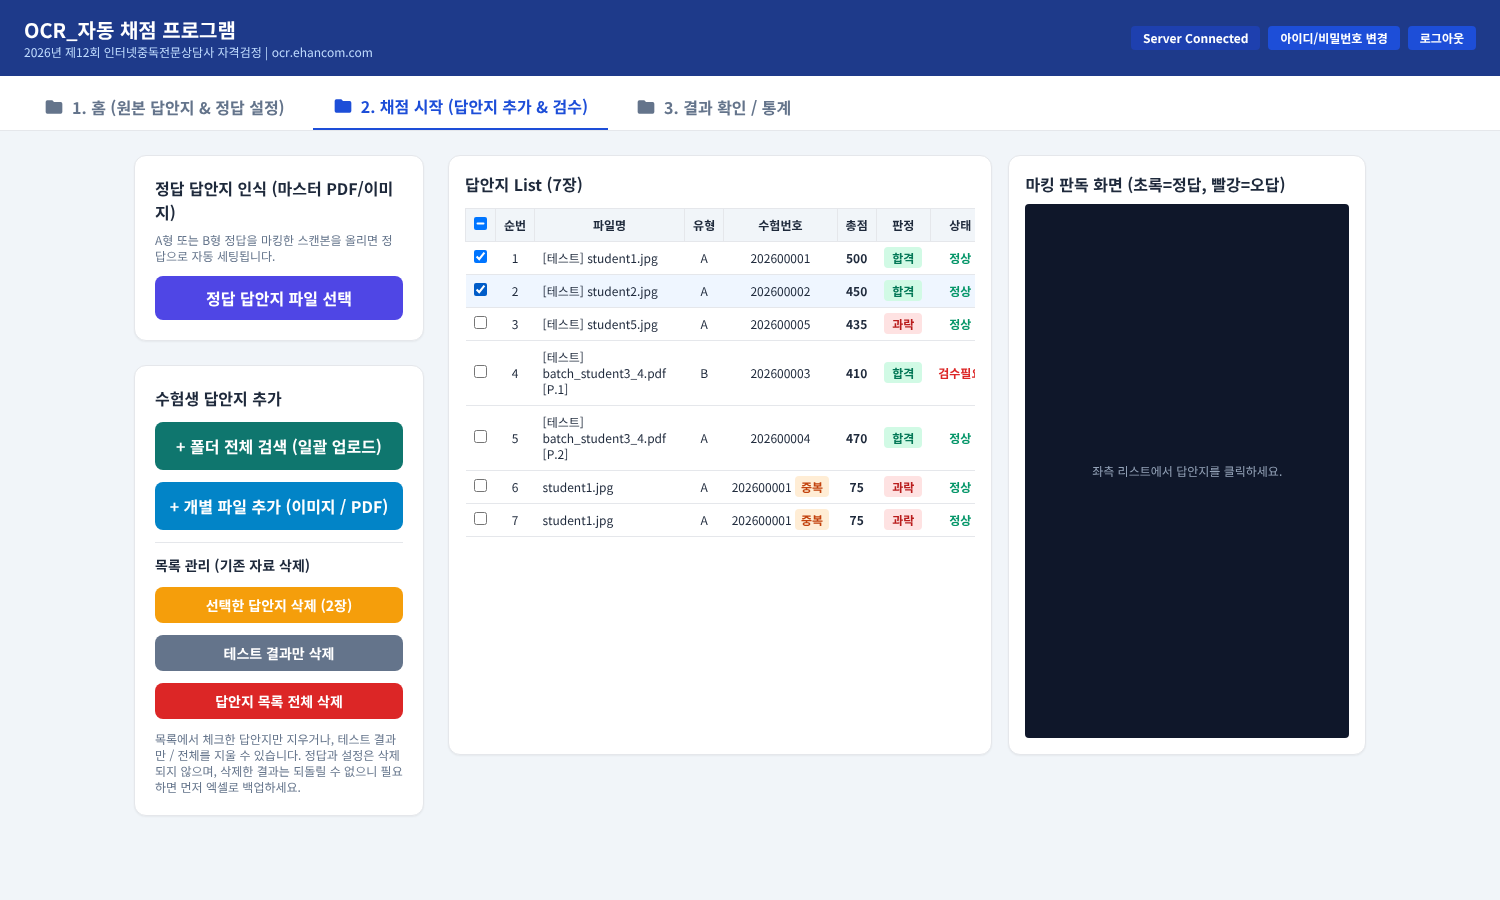 OCR_자동 채점 프로그램
2026년 제12회 인터넷중독전문상담사 자격검정 | ocr.ehancom.com
Server Connected
아이디/비밀번호 변경
로그아웃
1. 홈 (원본 답안지 & 정답 설정)
2. 채점 시작 (답안지 추가 & 검수)
3. 결과 확인 / 통계
정답 답안지 인식 (마스터 PDF/이미
지)
A형 또는 B형 정답을 마킹한 스캔본을 올리면 정
답으로 자동 세팅됩니다.
정답 답안지 파일 선택
수험생 답안지 추가
+ 폴더 전체 검색 (일괄 업로드)
+ 개별 파일 추가 (이미지 / PDF)
목록 관리 (기존 자료 삭제)
선택한 답안지 삭제 (2장)
테스트 결과만 삭제
답안지 목록 전체 삭제
목록에서 체크한 답안지만 지우거나, 테스트 결과
만 / 전체를 지울 수 있습니다. 정답과 설정은 삭제
되지 않으며, 삭제한 결과는 되돌릴 수 없으니 필요
하면 먼저 엑셀로 백업하세요.
답안지 List (7장)
순번 파일명 유형 수험번호 총점 판정 상태
1 [테스트] student1.jpg A 202600001 500 합격 정상
2 [테스트] student2.jpg A 202600002 450 합격 정상
3 [테스트] student5.jpg A 202600005 435 과락 정상
4 [테스트]
batch_student3_4.pdf
[P.1] B 202600003 410 합격 검수필요
5 [테스트]
batch_student3_4.pdf
[P.2] A 202600004 470 합격 정상
6 student1.jpg A 202600001 중복 75 과락 정상
7 student1.jpg A 202600001 중복 75 과락 정상
마킹 판독 화면 (초록=정답, 빨강=오답)
좌측 리스트에서 답안지를 클릭하세요.